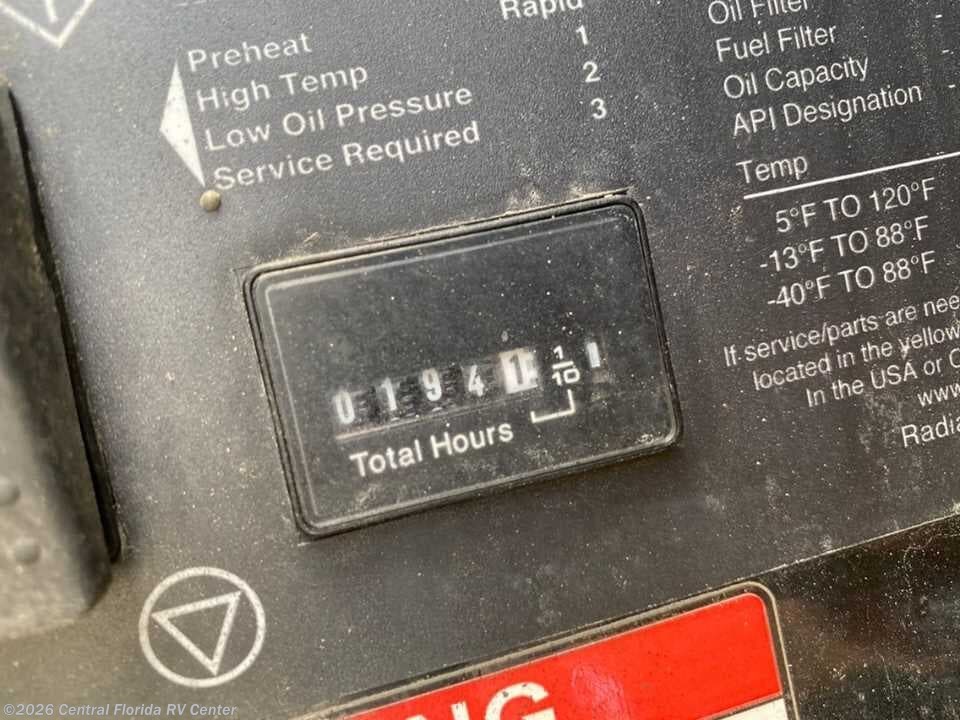 Rapid
Preheat
High Temp 1
Low Oil Pressure 2
Service Required 3
Oil Filter
Fuel Filter
Oil Capacity -
API Designation -
Temp
5°F TO 120°F
-13°F TO 88°F
-40°F TO 88°F
If service/parts are
located in the yellow
In the USA or
www.
0 1 9 4 1 1/10
Total Hours
©2026 Central Florida RV Center